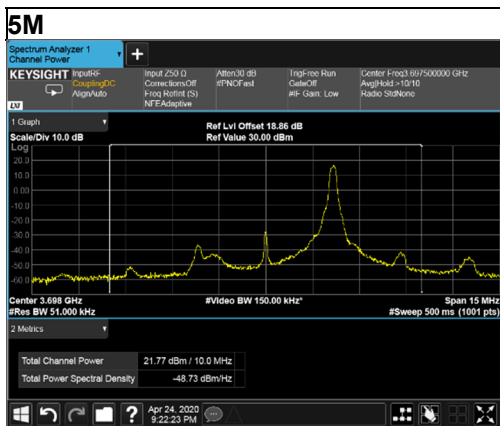 5M
Spectrum Analyzer 1
Channel Power
KEYSIGHT
Input RF
Coupling DC
Align Auto
Input Z 50 Ω
Corrections Off
Freq Ref Int (S)
NFE Adaptive
Atten 30 dB
#PNO Fast
Trig Free Run
Gate Off
#IF Gain: Low
Center Freq 3.697500000 GHz
Avg|Hold >10/10
Radio Std None
LXI
1 Graph
Scale/Div 10.0 dB
Ref Lvl Offset 18.86 dB
Ref Value 30.00 dBm
Log
20.0
10.0
0.00
-10.0
-20.0
-30.0
-40.0
-50.0
-60.0
Center 3.698 GHz
#Res BW 51.000 kHz
#Video BW 150.00 kHz*
Span 15 MHz
#Sweep 500 ms (1001 pts)
2 Metrics
Total Channel Power 21.77 dBm / 10.0 MHz
Total Power Spectral Density -48.73 dBm/Hz
Apr 24, 2020
9:22:23 PM